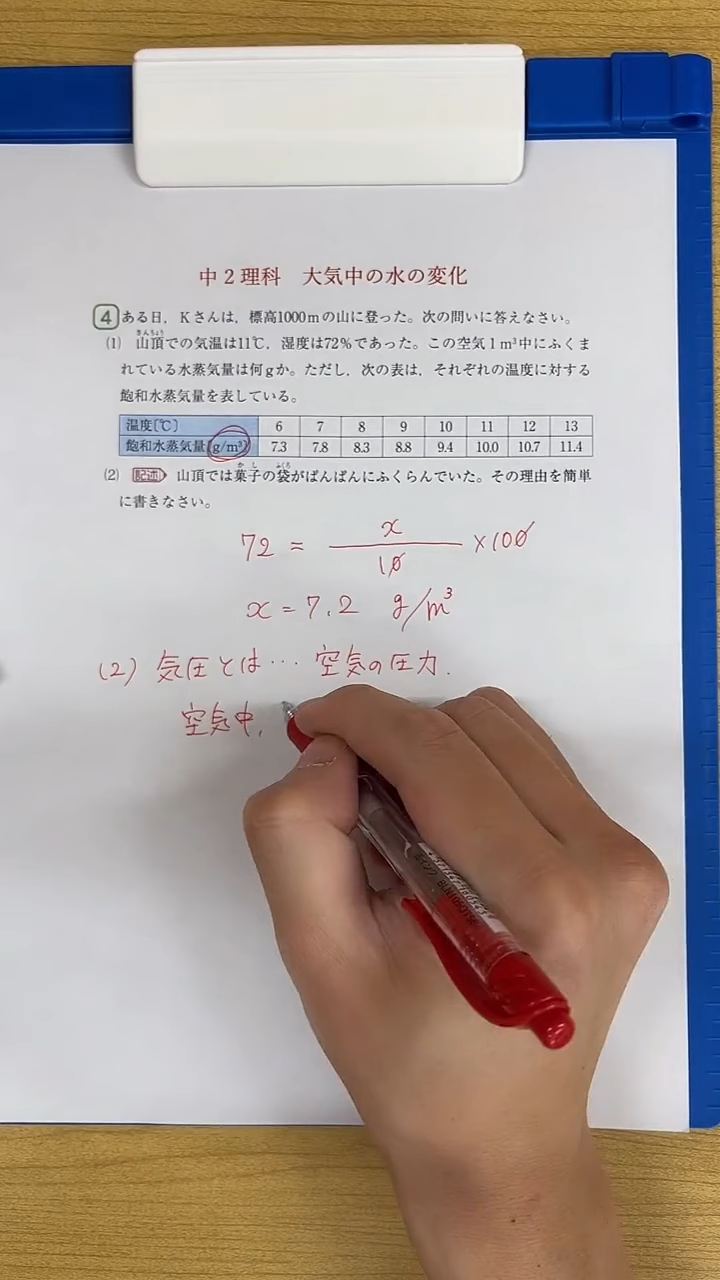 中2理科 大気中の水の変化
4 ある日，Kさんは，標高1000mの山に登った。次の問いに答えなさい。
さんちょう
(1) 山頂での気温は11℃，湿度は72％であった。この空気1m³中にふくま
れている水蒸気量は何gか。ただし，次の表は，それぞれの温度に対する
飽和水蒸気量を表している。
温度〔℃〕 6 7 8 9 10 11 12 13
飽和水蒸気量〔g/m³〕 7.3 7.8 8.3 8.8 9.4 10.0 10.7 11.4
か し ふくろ
(2) 記述 山頂では菓子の袋がぱんぱんにふくらんでいた。その理由を簡単
に書きなさい。
72 = x/10 ×100
x = 7.2 g/m³
(2) 気圧とは… 空気の圧力.
空気中,